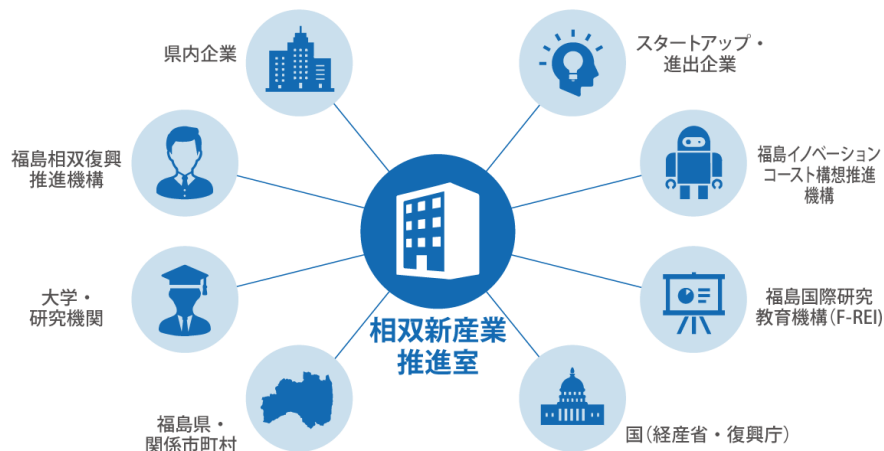 県内企業
スタートアップ・
進出企業
福島相双復興
推進機構
福島イノベーション
コースト構想推進
機構
大学・
研究機関
福島国際研究
教育機構(F-REI)
相双新産業
推進室
福島県・
関係市町村
国(経産省・復興庁)